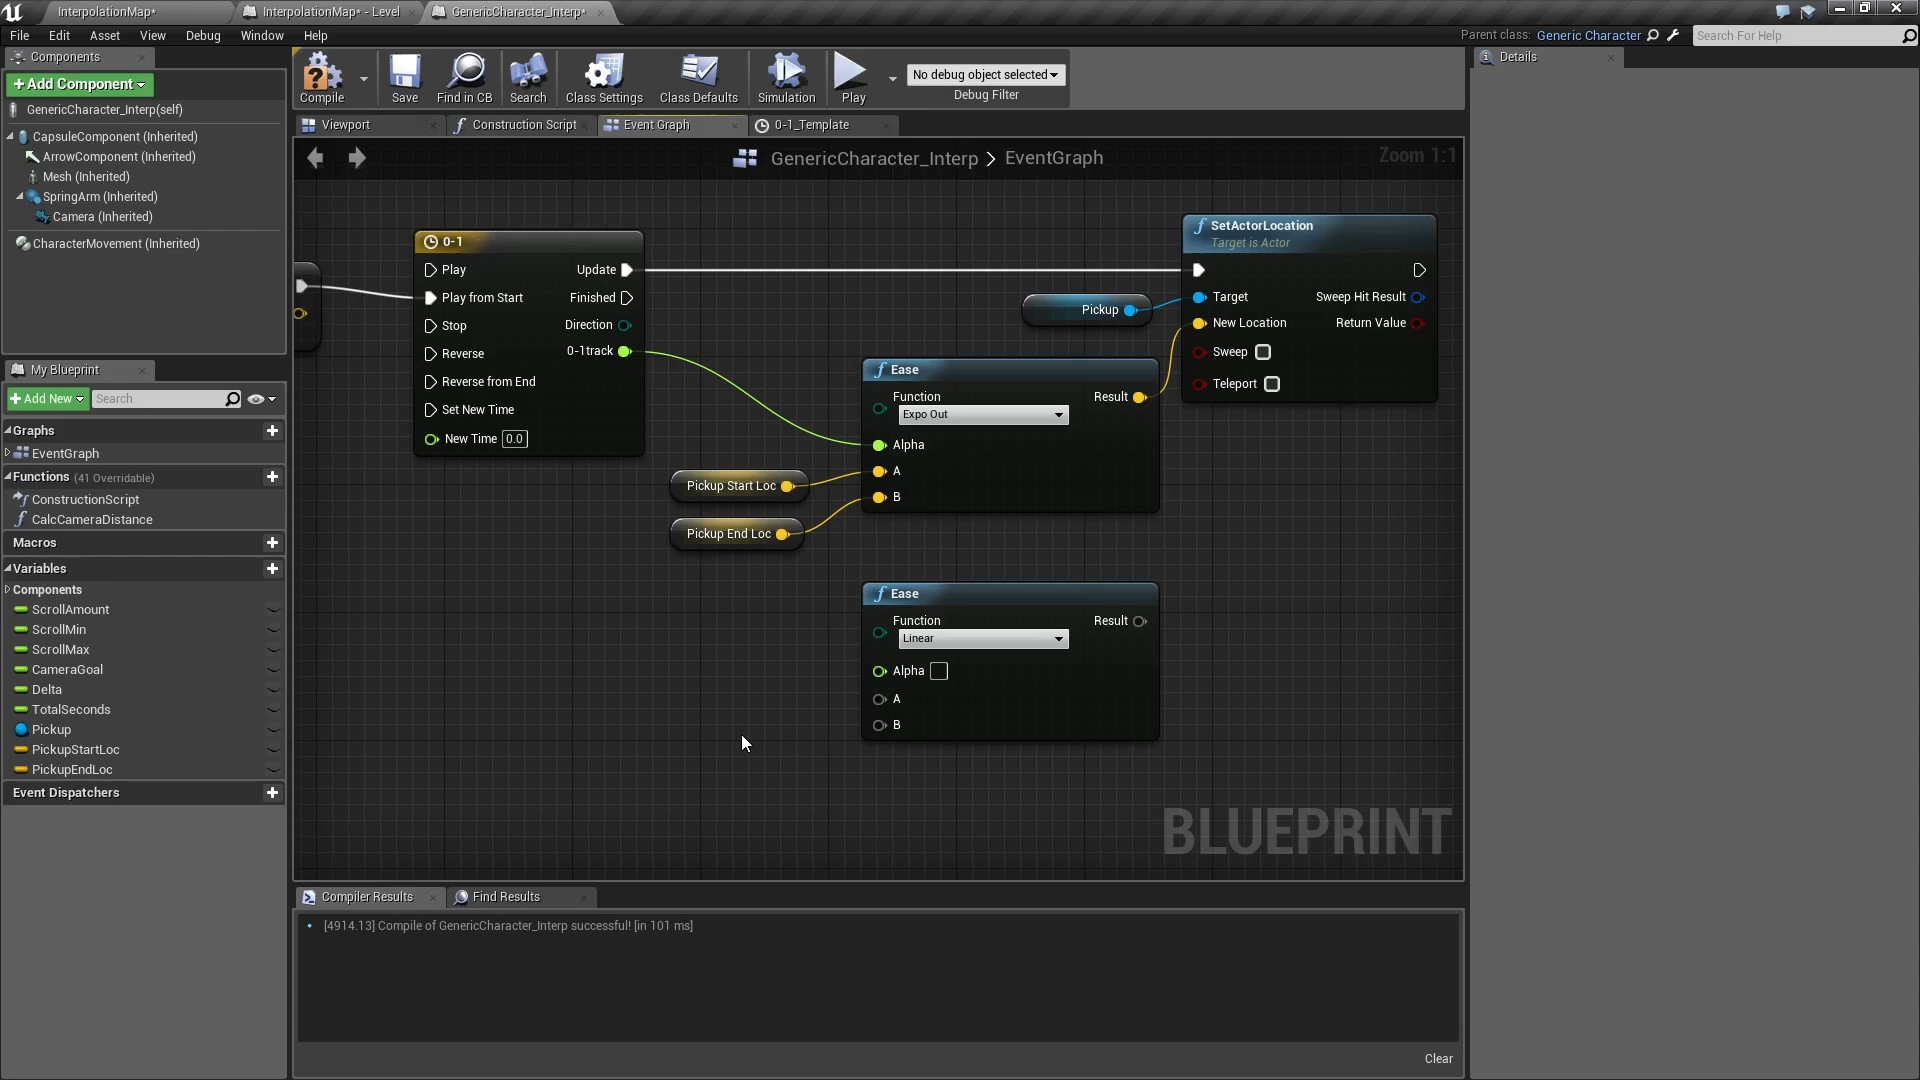 InterpolationMap*
InterpolationMap* - Level
GenericCharacter_Interp*
File Edit Asset View Debug Window Help
Parent class: Generic Character
Search For Help
Components
+Add Component
GenericCharacter_Interp(self)
CapsuleComponent (Inherited)
ArrowComponent (Inherited)
Mesh (Inherited)
SpringArm (Inherited)
Camera (Inherited)
CharacterMovement (Inherited)
My Blueprint
+Add New
Search
Graphs
EventGraph
Functions (41 Overridable)
ConstructionScript
CalcCameraDistance
Macros
Variables
Components
ScrollAmount
ScrollMin
ScrollMax
CameraGoal
Delta
TotalSeconds
Pickup
PickupStartLoc
PickupEndLoc
Event Dispatchers
Compile
Save
Find in CB
Search
Class Settings
Class Defaults
Simulation
Play
No debug object selected
Debug Filter
Viewport
Construction Script
Event Graph
0-1_Template
GenericCharacter_Interp > EventGraph
Zoom 1:1
0-1
Play
Update
Play from Start
Finished
Stop
Direction
Reverse
0-1track
Reverse from End
Set New Time
New Time 0.0
Pickup
SetActorLocation
Target is Actor
Target
Sweep Hit Result
New Location
Return Value
Sweep
Teleport
Ease
Function
Result
Expo Out
Alpha
A
B
Pickup Start Loc
Pickup End Loc
Ease
Function
Result
Linear
Alpha
A
B
BLUEPRINT
Compiler Results
Find Results
[4914.13] Compile of GenericCharacter_Interp successful! [in 101 ms]
Clear
Details